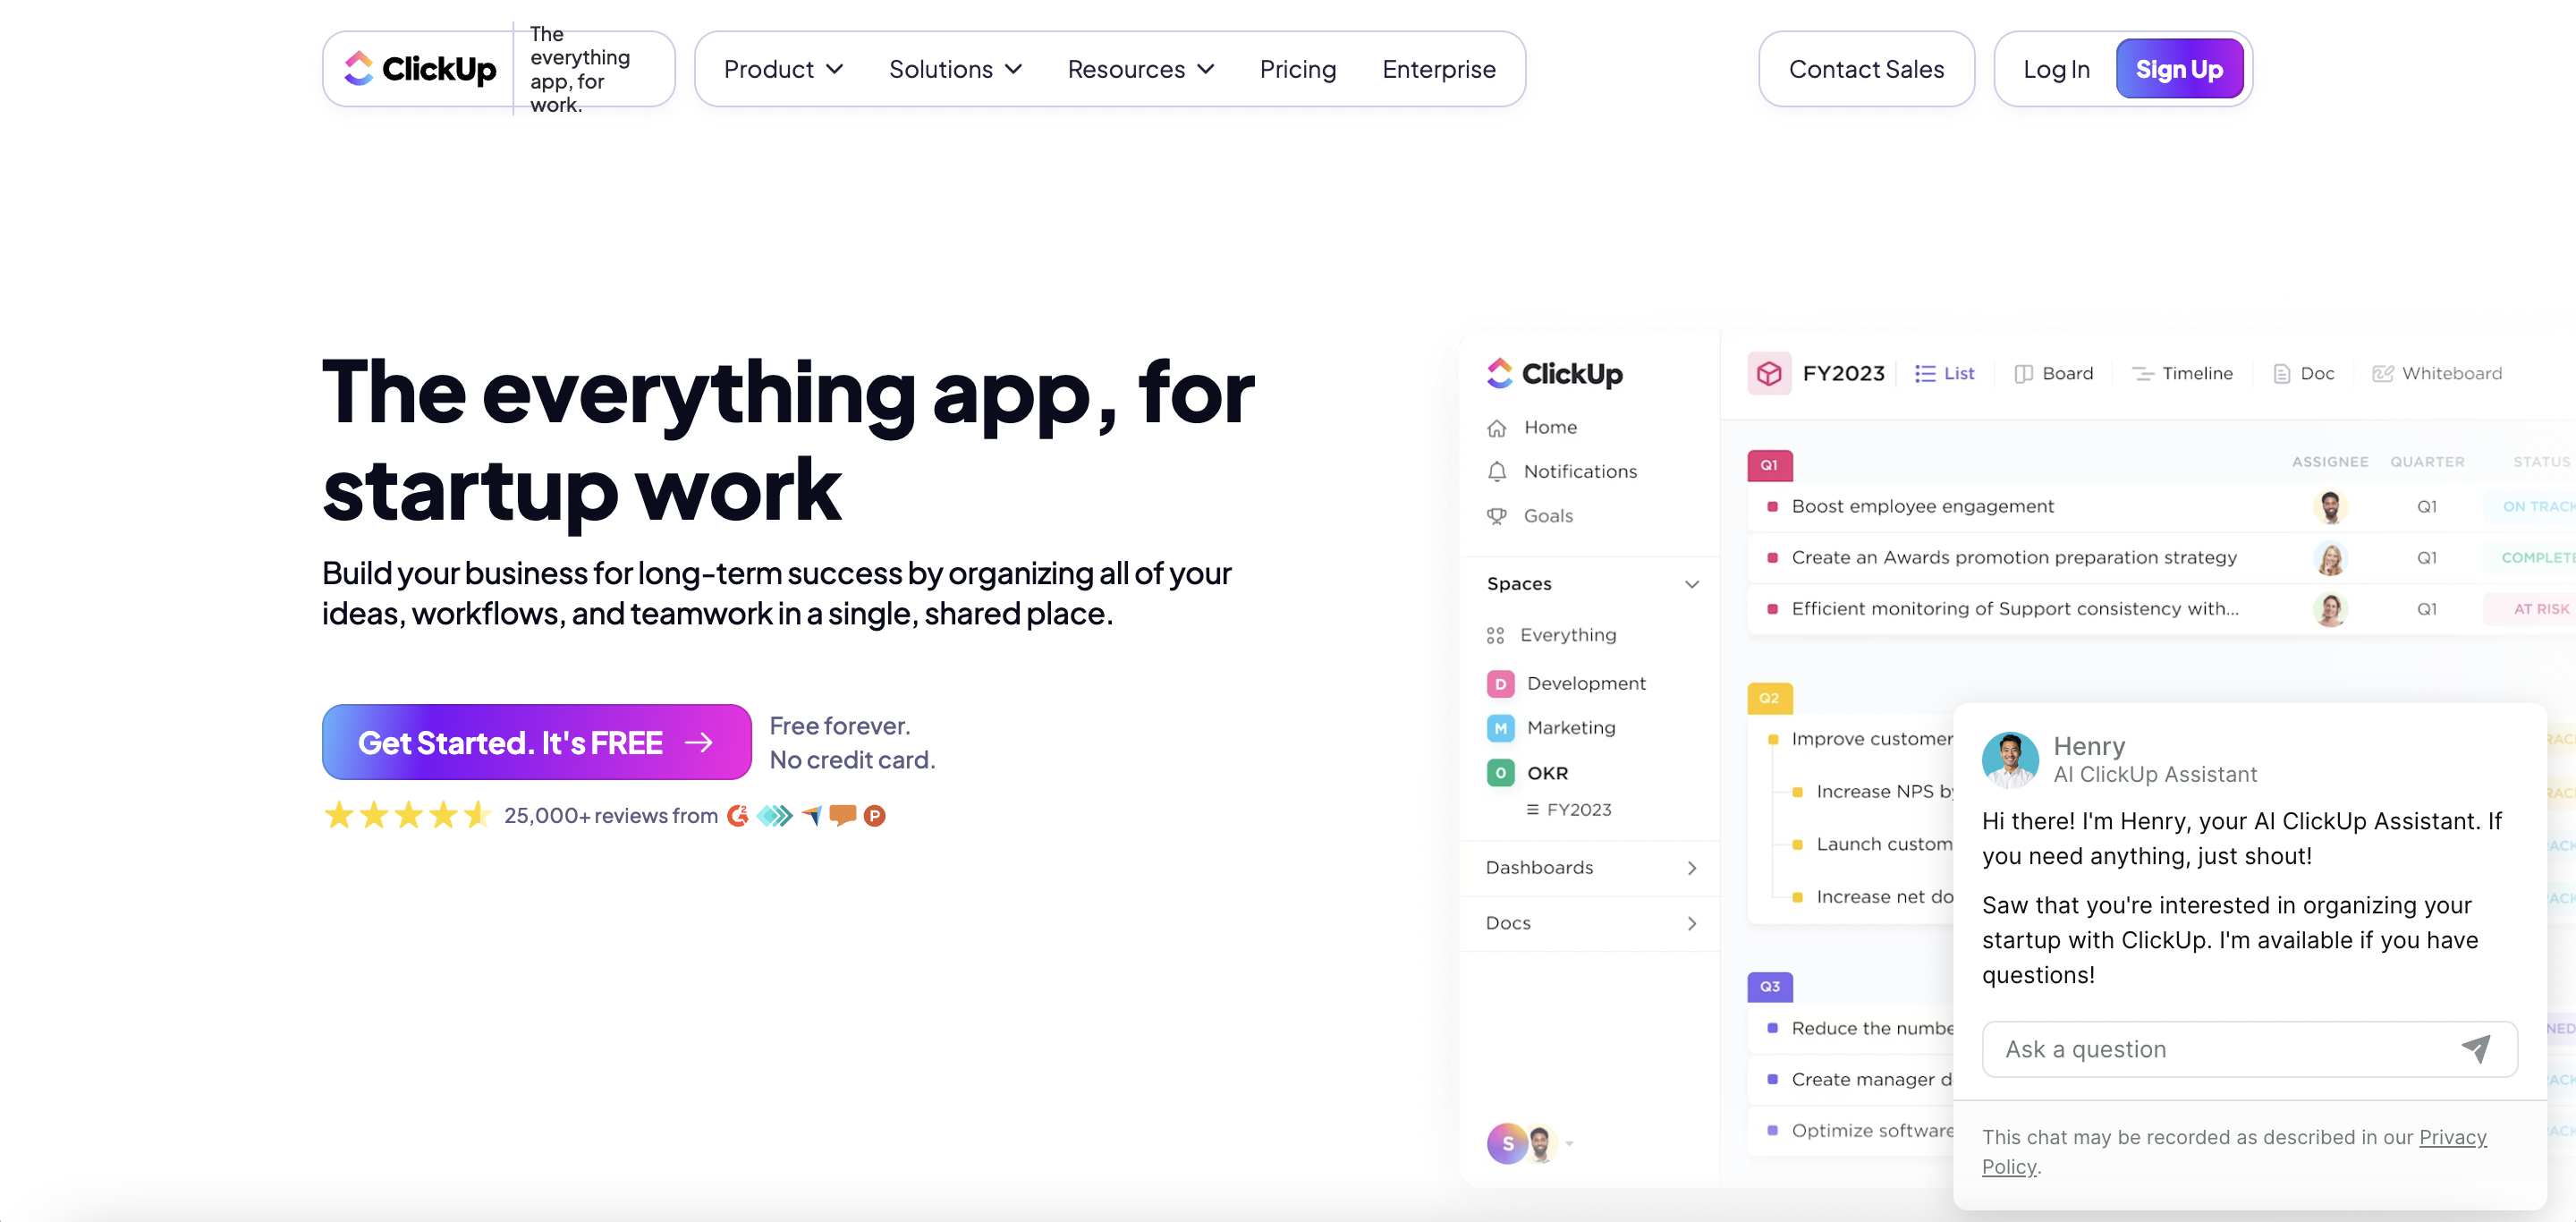 ClickUp
The
everything
app, for
work.
Product
Solutions
Resources
Pricing
Enterprise
Contact Sales
Log In
Sign Up
The everything app, for
startup work
Build your business for long-term success by organizing all of your
ideas, workflows, and teamwork in a single, shared place.
Get Started. It's FREE
Free forever.
No credit card.
25,000+ reviews from
ClickUp
Home
Notifications
Goals
Spaces
Everything
D Development
M Marketing
O OKR
FY2023
Dashboards
Docs
S
FY2023
List
Board
Timeline
Doc
Whiteboard
Q1
ASSIGNEE QUARTER STATUS
Boost employee engagement Q1 ON TRACK
Create an Awards promotion preparation strategy Q1 COMPLETE
Efficient monitoring of Support consistency with... Q1 AT RISK
Q2
Improve customer
Increase NPS by
Launch custom
Increase net do
Q3
Reduce the numbe
Create manager d
Optimize software
Henry
AI ClickUp Assistant
Hi there! I'm Henry, your AI ClickUp Assistant. If
you need anything, just shout!
Saw that you're interested in organizing your
startup with ClickUp. I'm available if you have
questions!
Ask a question
This chat may be recorded as described in our Privacy
Policy.